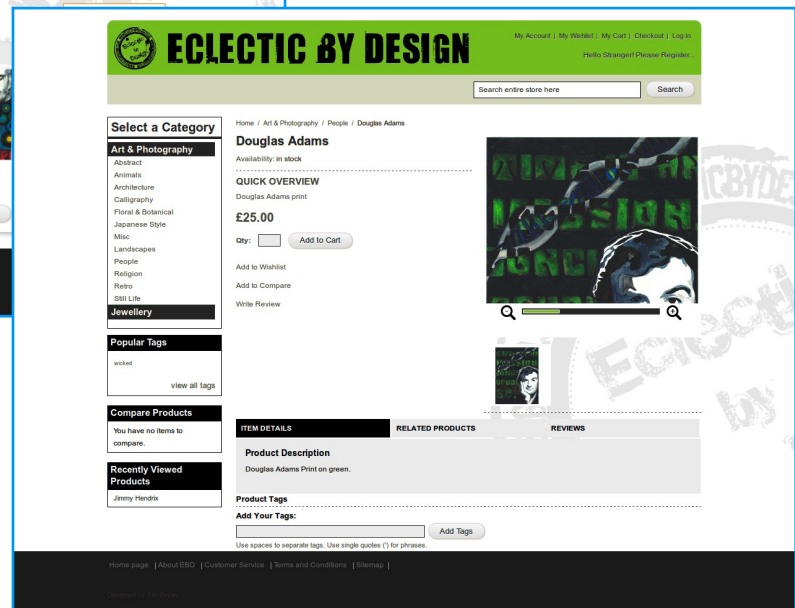 ECLECTIC BY DESIGN
My Account | My Wishlist | My Cart | Checkout | Log In
Hello Stranger! Please Register...
Search entire store here
Search
Select a Category
Art & Photography
Abstract
Animals
Architecture
Calligraphy
Floral & Botanical
Japanese Style
Misc
Landscapes
People
Religion
Retro
Still Life
Jewellery
Popular Tags
wicked
view all tags
Compare Products
You have no items to
compare.
Recently Viewed
Products
Jimmy Hendrix
Home / Art & Photography / People / Douglas Adams
Douglas Adams
Availability: in stock
QUICK OVERVIEW
Douglas Adams print
£25.00
Qty:
Add to Cart
Add to Wishlist
Add to Compare
Write Review
ITEM DETAILS
RELATED PRODUCTS
REVIEWS
Product Description
Douglas Adams Print on green.
Product Tags
Add Your Tags:
Add Tags
Use spaces to separate tags. Use single quotes (') for phrases.
Home page | About EBD | Customer Service | Terms and Conditions | Sitemap |